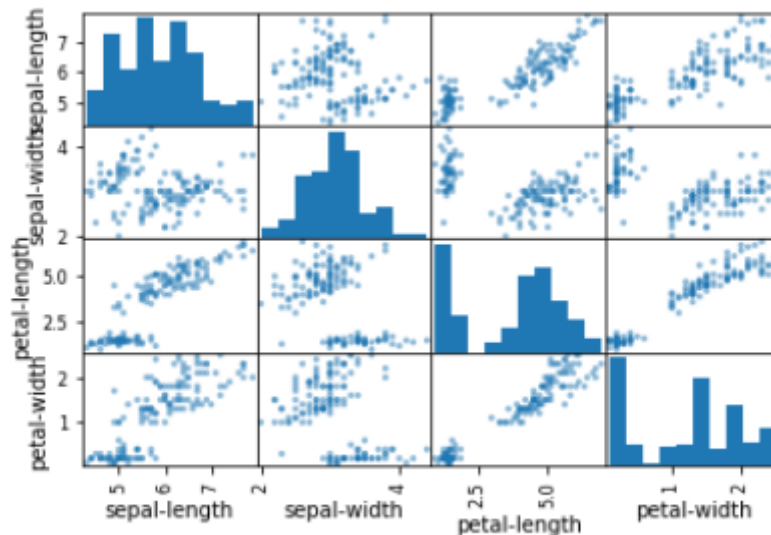 sepal-length
7
6
5
sepal-width
4
2
petal-length
5.0
2.5
petal-width
2
1
5 6 7 2 4 2.5 5.0 1 2
sepal-length sepal-width petal-length petal-width